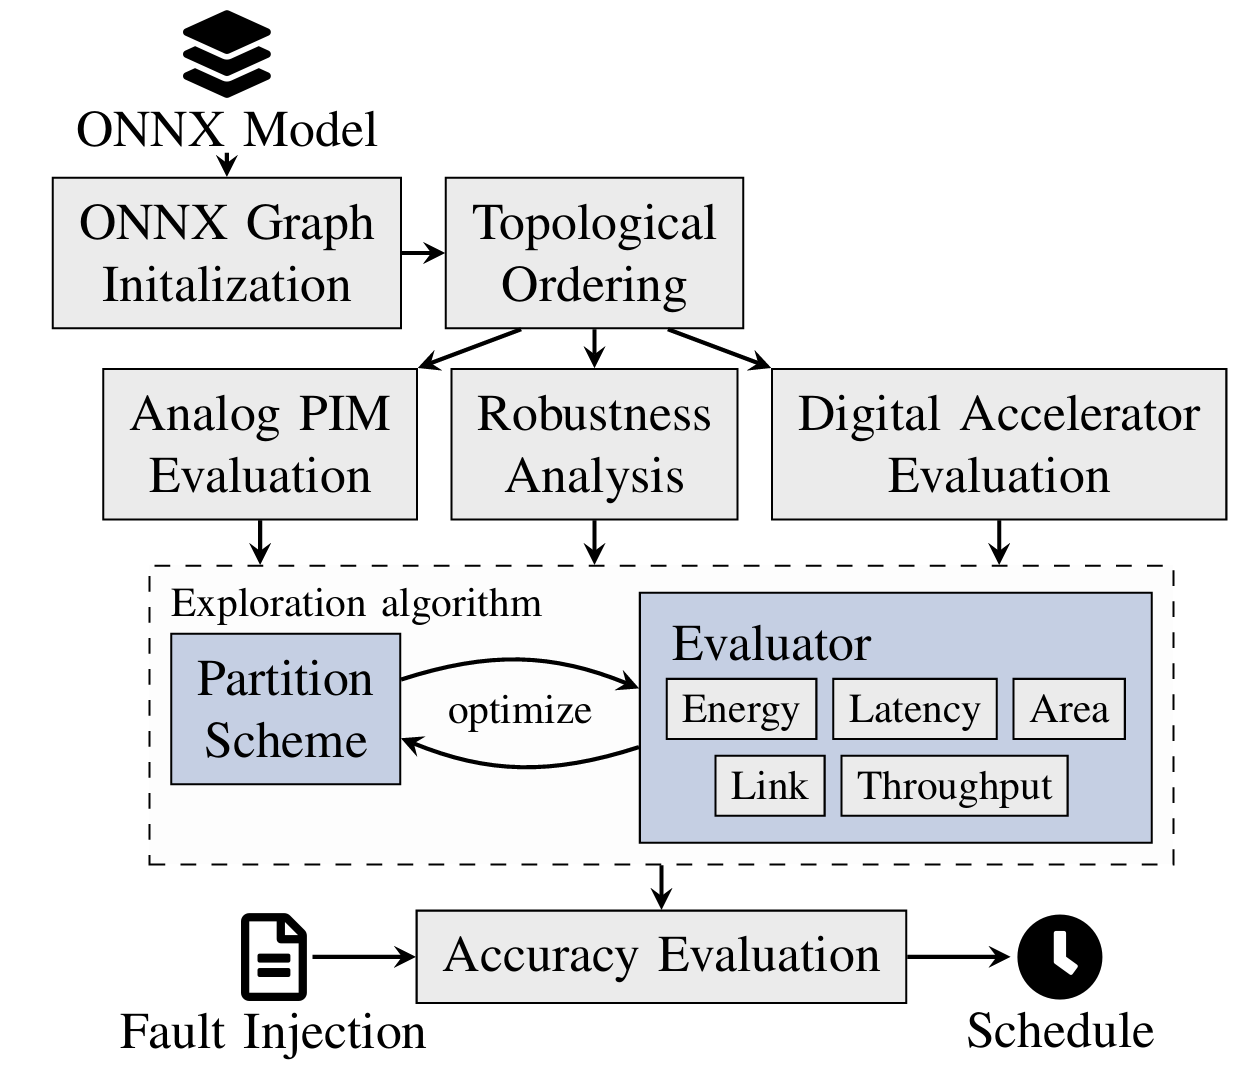 ONNX Model
ONNX Graph
Initalization
Topological
Ordering
Analog PIM
Evaluation
Robustness
Analysis
Digital Accelerator
Evaluation
Exploration algorithm
Partition
Scheme
optimize
Evaluator
Energy
Latency
Area
Link
Throughput
Accuracy Evaluation
Fault Injection
Schedule